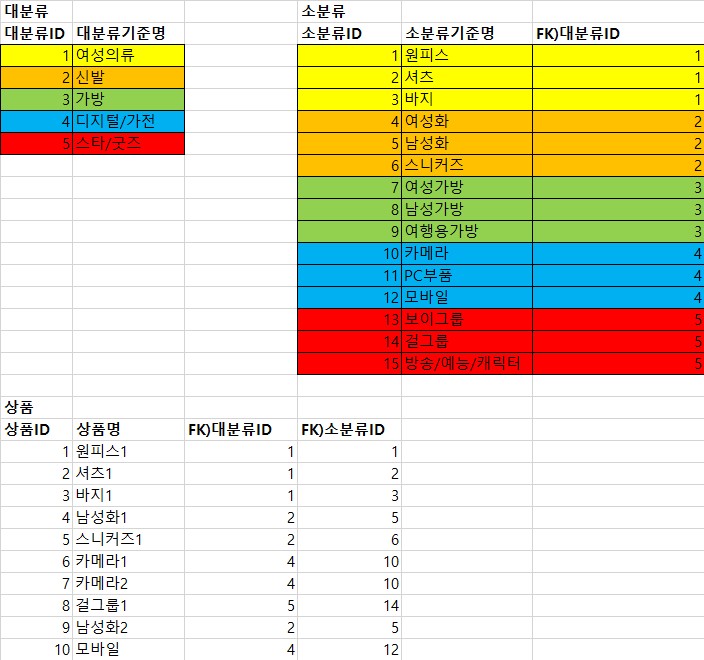 대분류 소분류
대분류ID 대분류기준명 소분류ID 소분류기준명 FK)대분류ID
1 여성의류 1 원피스 1
2 신발 2 셔츠 1
3 가방 3 바지 1
4 디지털/가전 4 여성화 2
5 스타/굿즈 5 남성화 2
6 스니커즈 2
7 여성가방 3
8 남성가방 3
9 여행용가방 3
10 카메라 4
11 PC부품 4
12 모바일 4
13 보이그룹 5
14 걸그룹 5
15 방송/예능/캐릭터 5
상품
상품ID 상품명 FK)대분류ID FK)소분류ID
1 원피스1 1 1
2 셔츠1 1 2
3 바지1 1 3
4 남성화1 2 5
5 스니커즈1 2 6
6 카메라1 4 10
7 카메라2 4 10
8 걸그룹1 5 14
9 남성화2 2 5
10 모바일 4 12